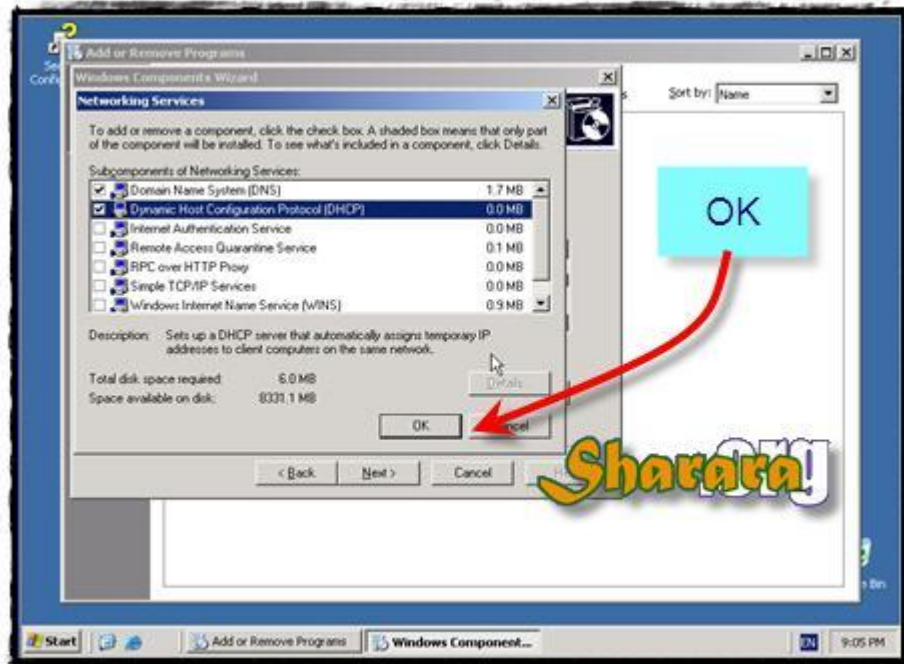 Add or Remove Programs
Windows Components Wizard
Networking Services
Sort by: Name
To add or remove a component, click the check box. A shaded box means that only part
of the component will be installed. To see what's included in a component, click Details.
Subcomponents of Networking Services:
Domain Name System (DNS) 1.7 MB
Dynamic Host Configuration Protocol (DHCP) 0.0 MB
Internet Authentication Service 0.0 MB
Remote Access Quarantine Service 0.1 MB
RPC over HTTP Proxy 0.0 MB
Simple TCP/IP Services 0.0 MB
Windows Internet Name Service (WINS) 0.9 MB
OK
Description: Sets up a DHCP server that automatically assigns temporary IP
addresses to client computers on the same network.
Total disk space required: 6.0 MB
Details
Space available on disk: 8331.1 MB
OK
< Back Next > Cancel
Sharara.org
Bin
Start Add or Remove Programs Windows Component... EN 9:05 PM